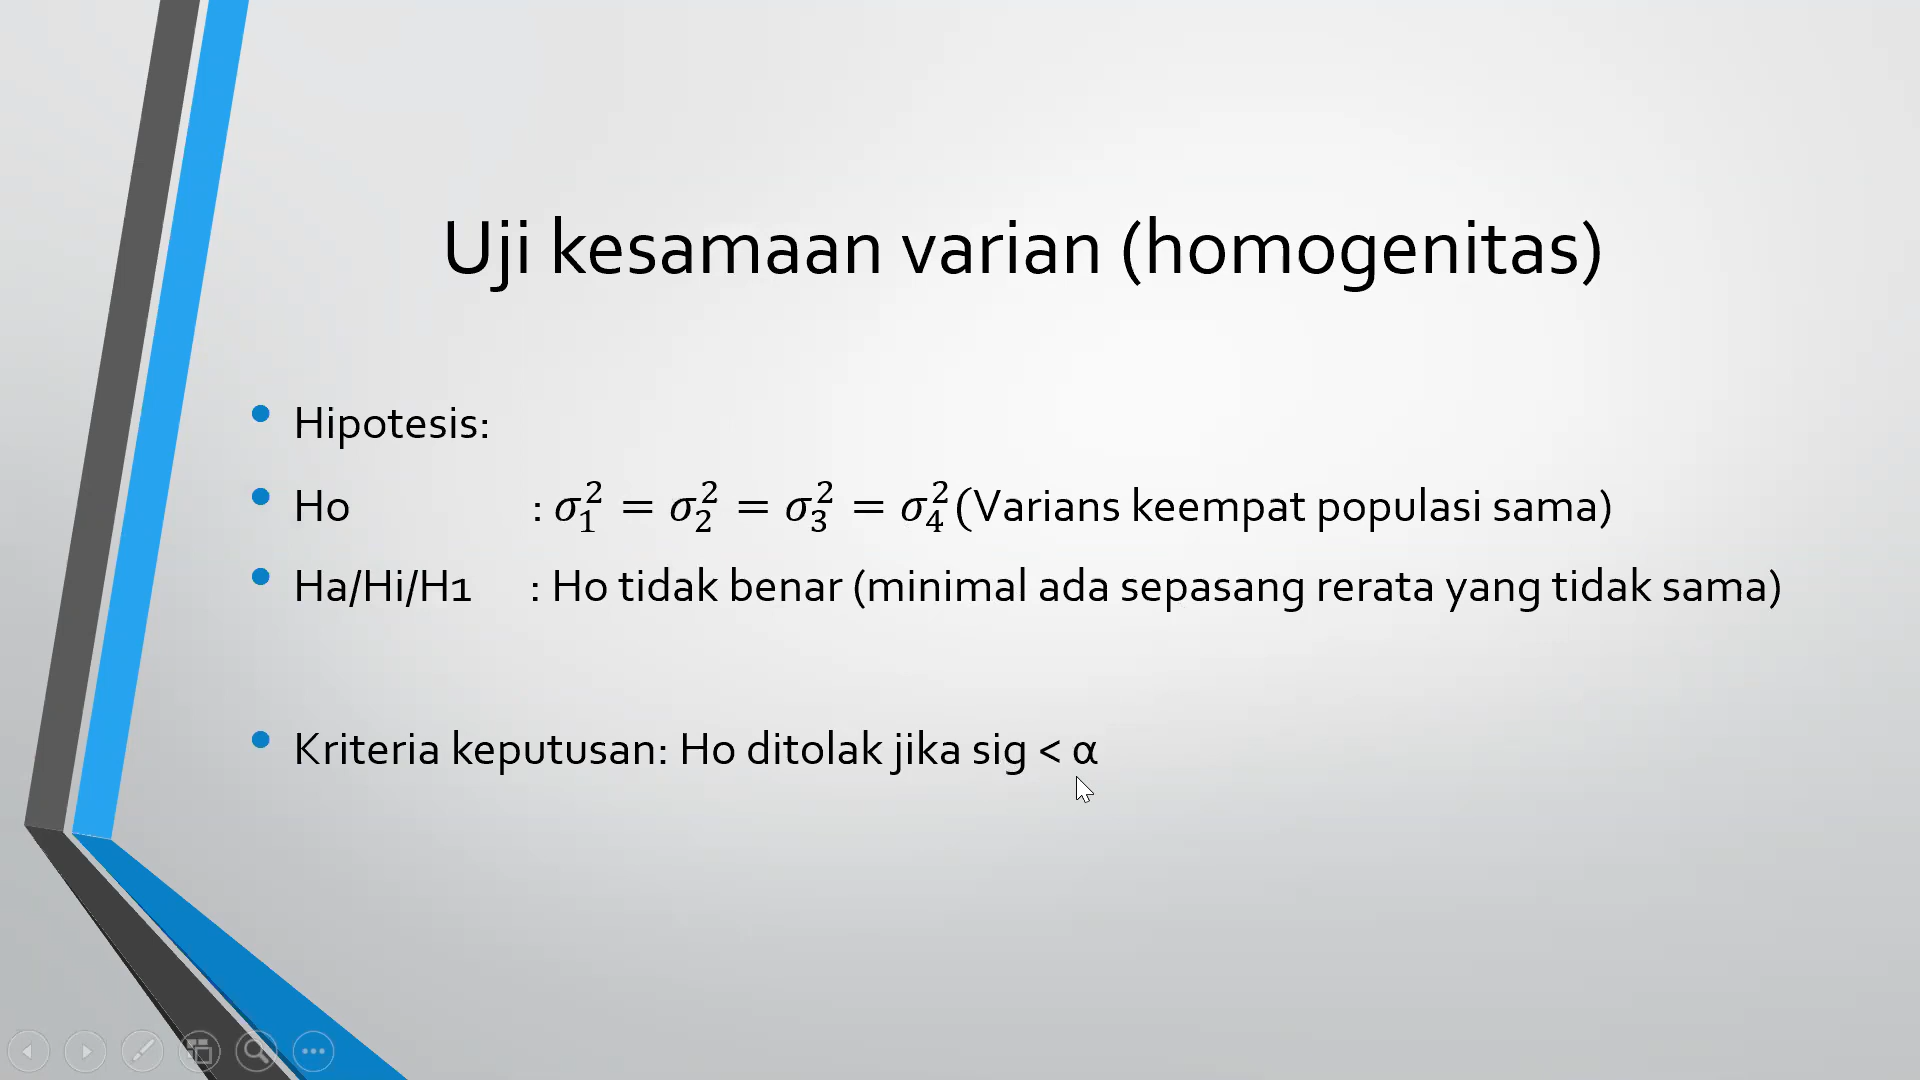 Uji kesamaan varian (homogenitas)
Hipotesis:
Ho : σ₁² = σ₂² = σ₃² = σ₄² (Varians keempat populasi sama)
Ha/Hi/H1 : Ho tidak benar (minimal ada sepasang rerata yang tidak sama)
Kriteria keputusan: Ho ditolak jika sig < α